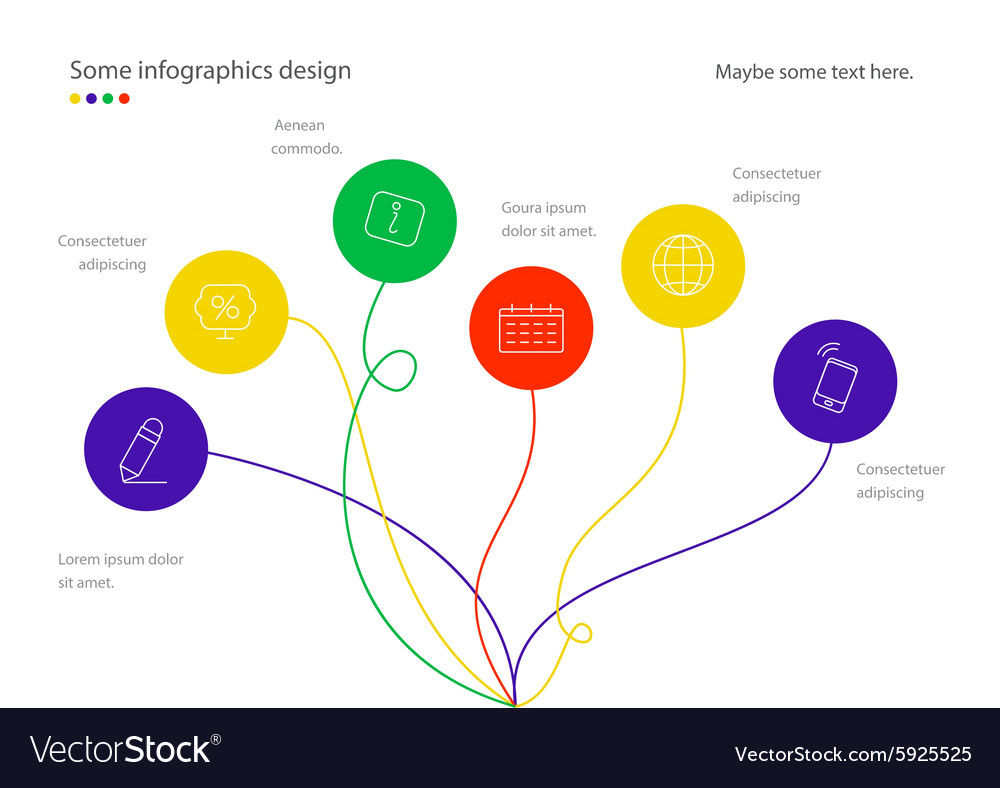 Some infographics design
Maybe some text here.
Aenean
commodo.
Consectetuer
adipiscing
Goura ipsum
dolor sit amet.
Consectetuer
adipiscing
%
i
Consectetuer
adipiscing
Lorem ipsum dolor
sit amet.
VectorStock®
VectorStock.com/5925525